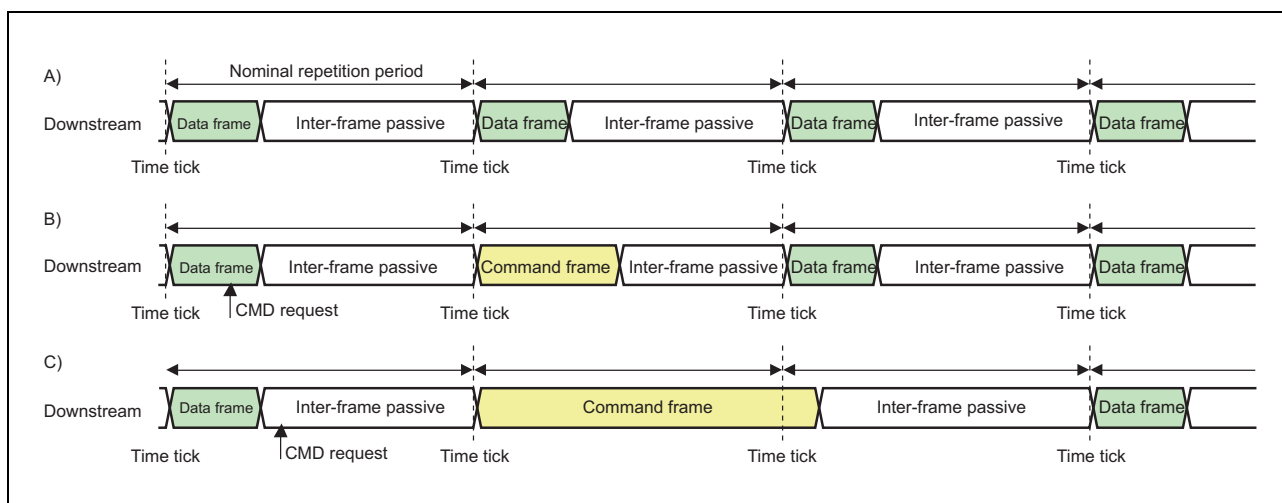 A)
Nominal repetition period
Downstream
Data frame
Inter-frame passive
Data frame
Inter-frame passive
Data frame
Inter-frame passive
Data frame
Time tick
Time tick
Time tick
Time tick
B)
Downstream
Data frame
Inter-frame passive
Command frame
Inter-frame passive
Data frame
Inter-frame passive
Data frame
Time tick
CMD request
Time tick
Time tick
Time tick
C)
Downstream
Data frame
Inter-frame passive
Command frame
Inter-frame passive
Data frame
Time tick
CMD request
Time tick
Time tick
Time tick